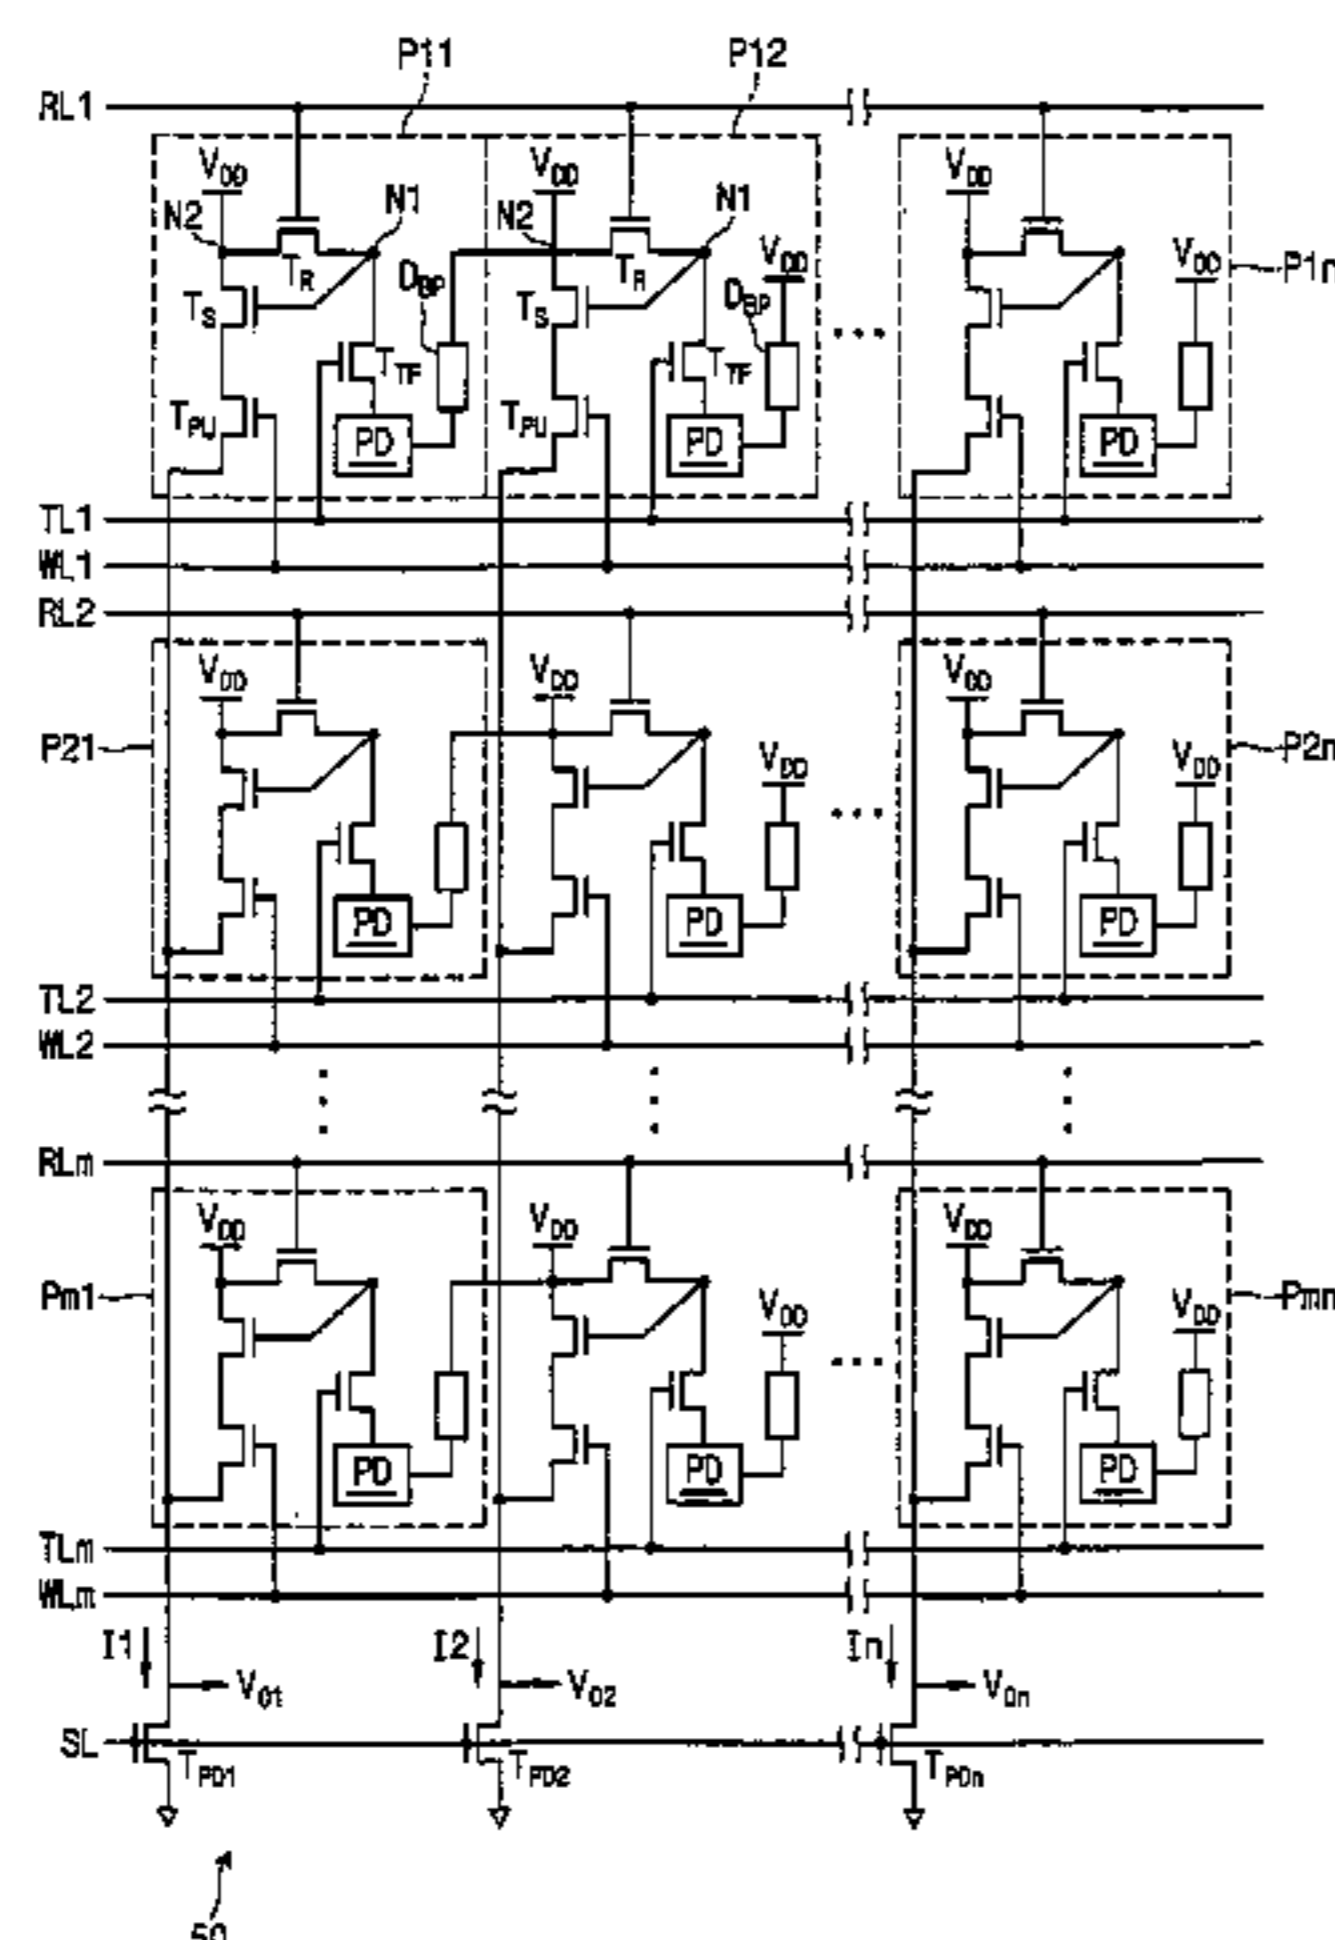 P11 P12
RL1
VDD VDD VDD
N2 N1 N2 N1
TR DBP TR DBP VDD VDD P1n
TS TS
TTF TTF
TPU PD TPU PD PD
TL1
WL1
RL2
VDD VDD VDD
P21 VDD VDD P2n
PD PD PD
TL2
WL2
RLm
VDD VDD VDD
Pm1 VDD VDD Pmn
PD PD PD
TLm
WLm
I1 I2 In
VO1 VO2 VOn
SL
TPD1 TPD2 TPDn
50